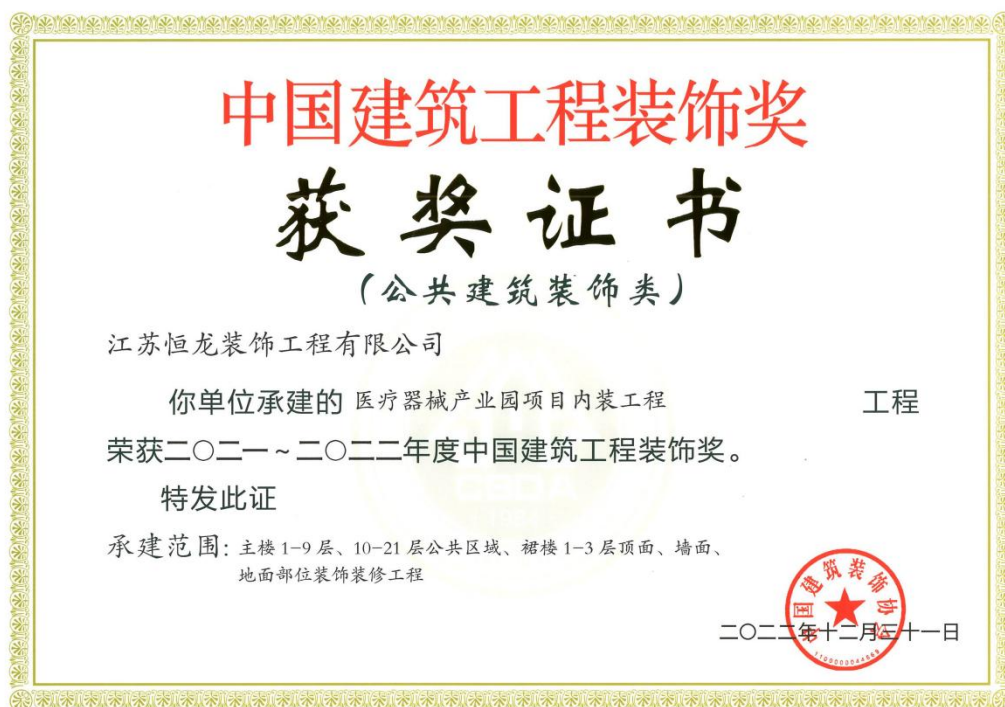 中国建筑工程装饰奖
获奖证书
(公共建筑装饰类)
江苏恒龙装饰工程有限公司
你单位承建的 医疗器械产业园项目内装工程 工程
荣获二〇二一~二〇二二年度中国建筑工程装饰奖。
特发此证
承建范围: 主楼1-9层、10-21层公共区域、裙楼1-3层顶面、墙面、
地面部位装饰装修工程
中国建筑装饰协会
二〇二二年十二月三十一日